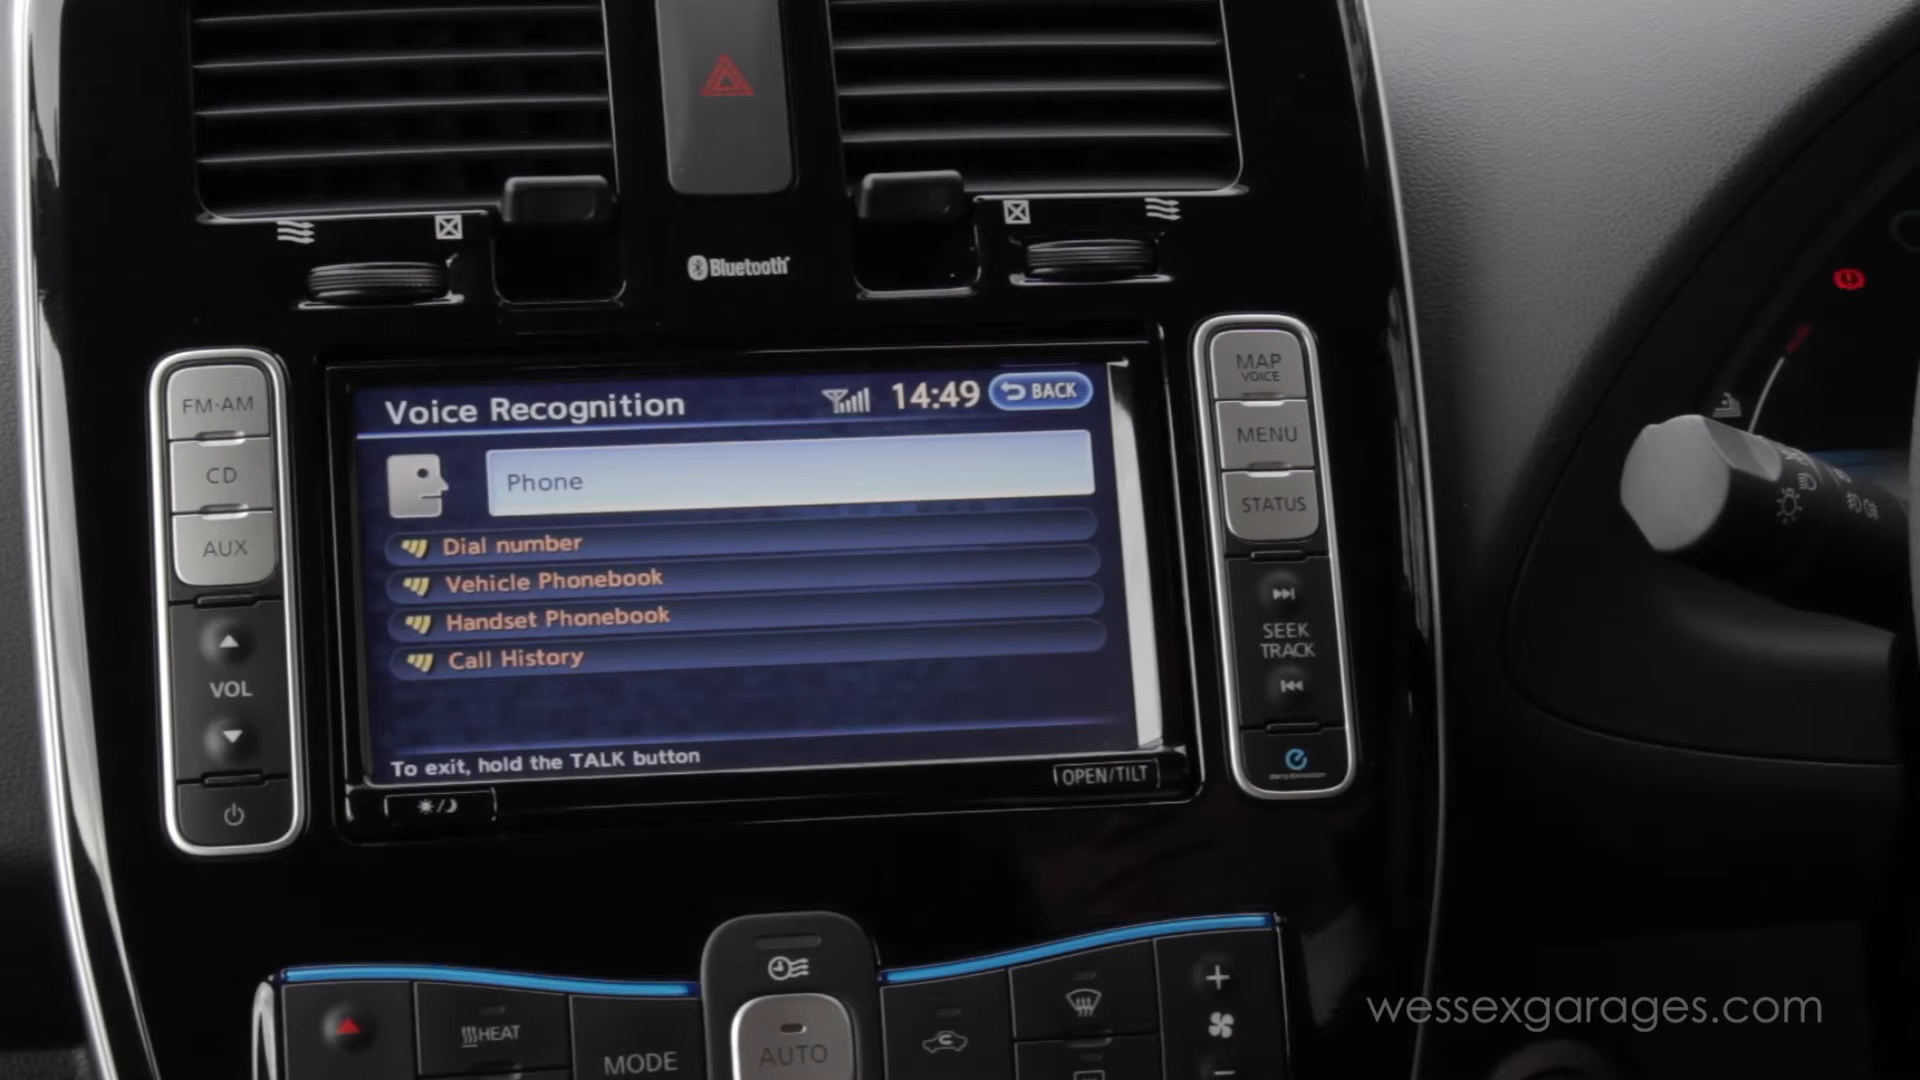 Bluetooth
FM·AM
CD
AUX
VOL
Voice Recognition
14:49
BACK
Phone
Dial number
Vehicle Phonebook
Handset Phonebook
Call History
To exit, hold the TALK button
OPEN/TILT
MAP
VOICE
MENU
STATUS
SEEK
TRACK
HEAT
MODE
AUTO
wessexgarages.com